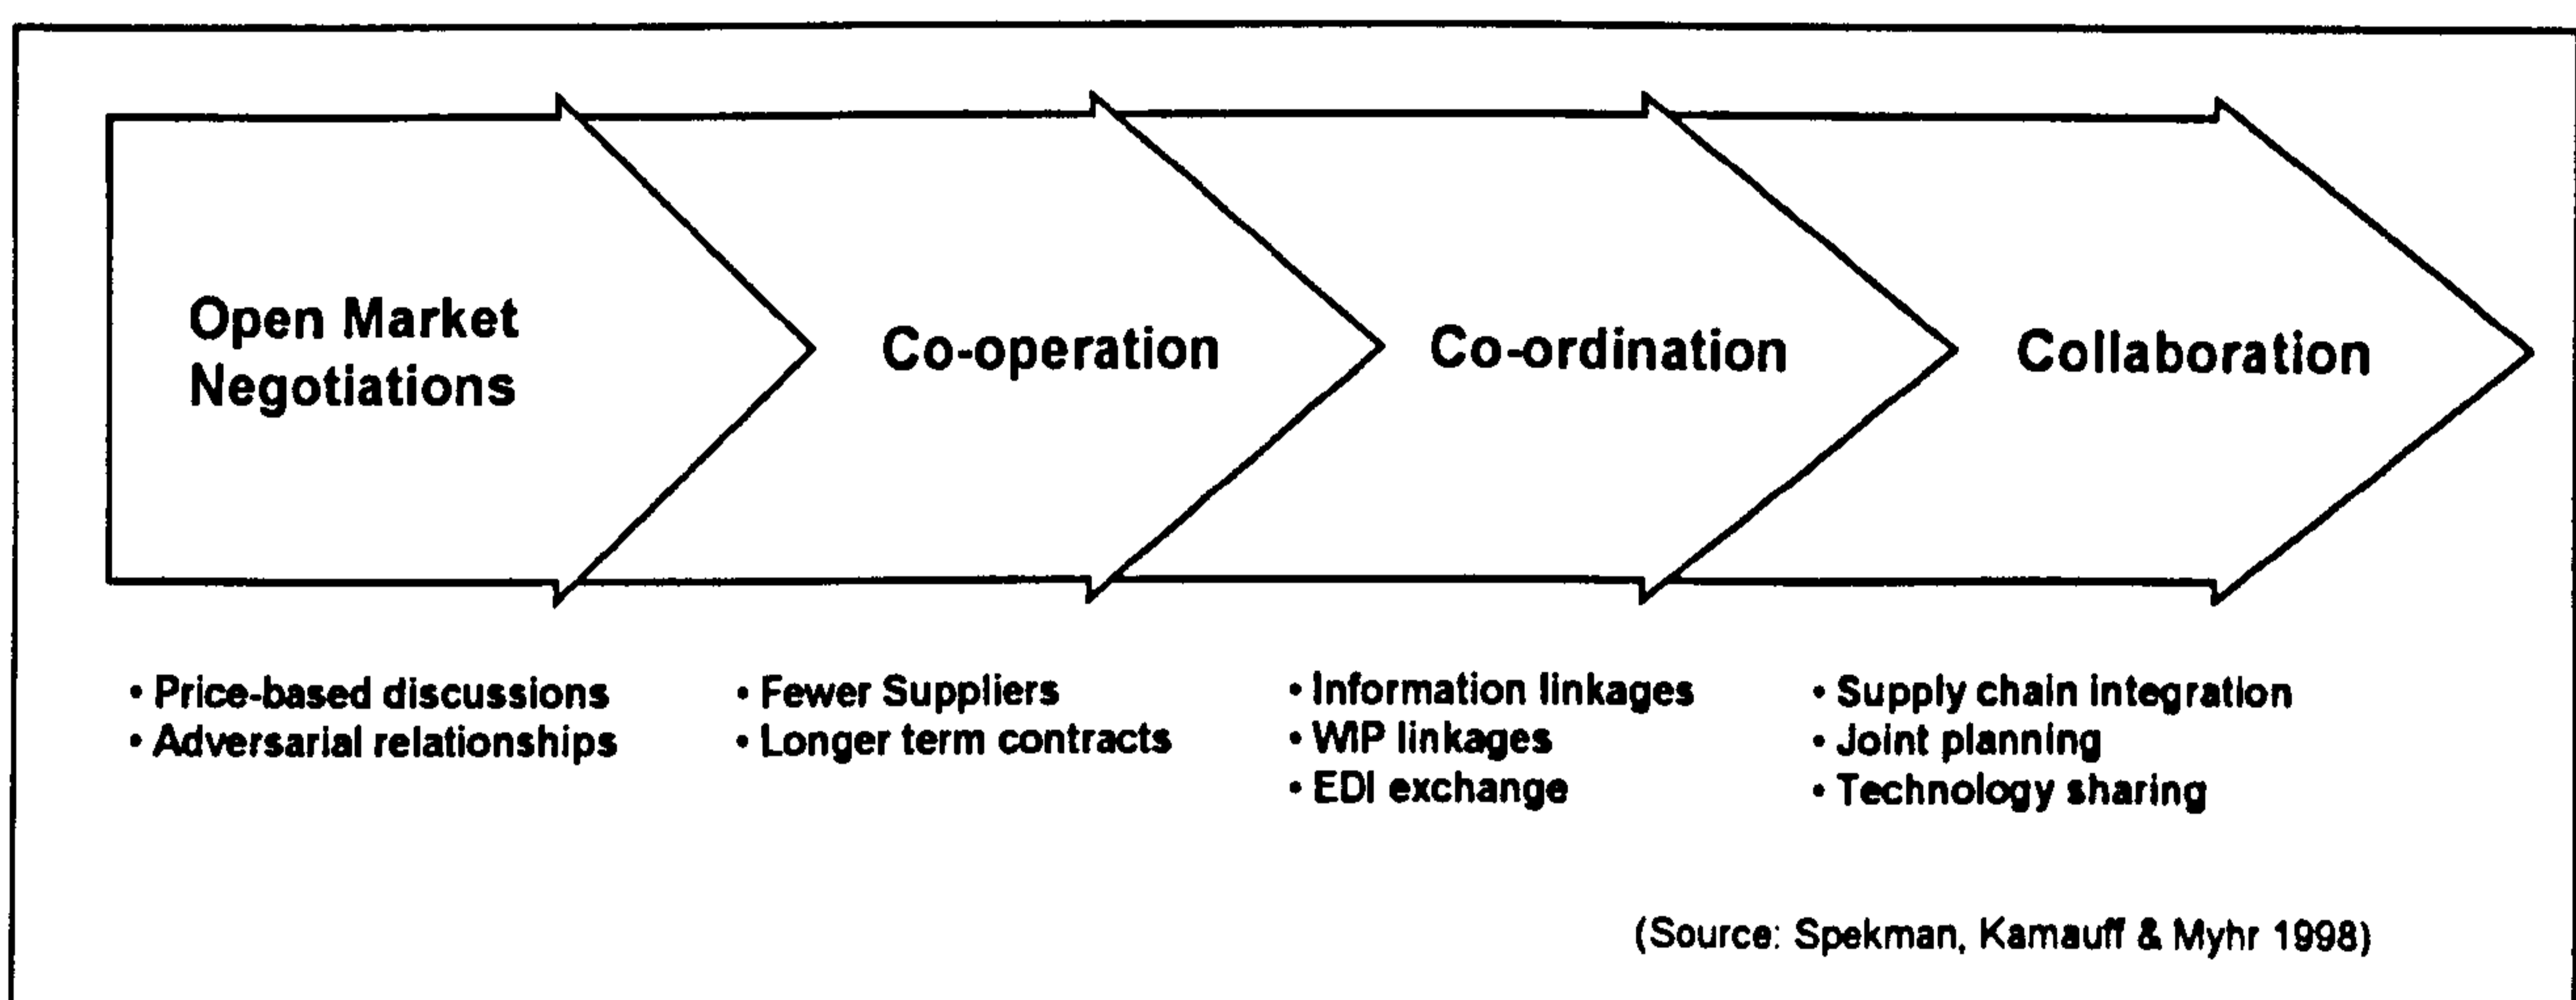 Open Market
Negotiations
Co-operation
Co-ordination
Collaboration
• Price-based discussions
• Adversarial relationships
• Fewer Suppliers
• Longer term contracts
• Information linkages
• WIP linkages
• EDI exchange
• Supply chain integration
• Joint planning
• Technology sharing
(Source: Spekman, Kamauff & Myhr 1998)